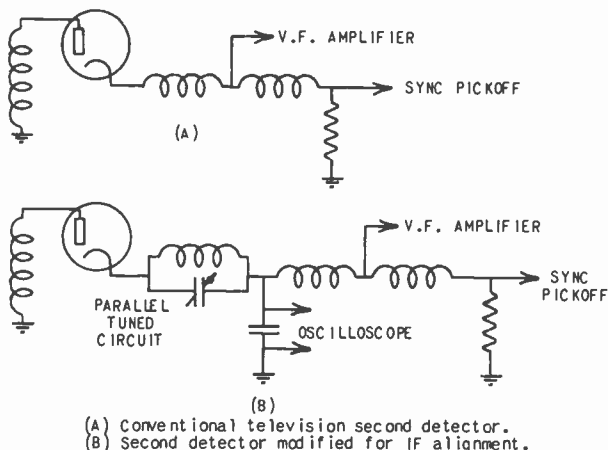 V.F. AMPLIFIER
SYNC PICKOFF
(A)
V.F. AMPLIFIER
SYNC
PICKOFF
PARALLEL
TUNED
CIRCUIT
OSCILLOSCOPE
(B)
(A) Conventional television second detector.
(B) Second detector modified for IF alignment.